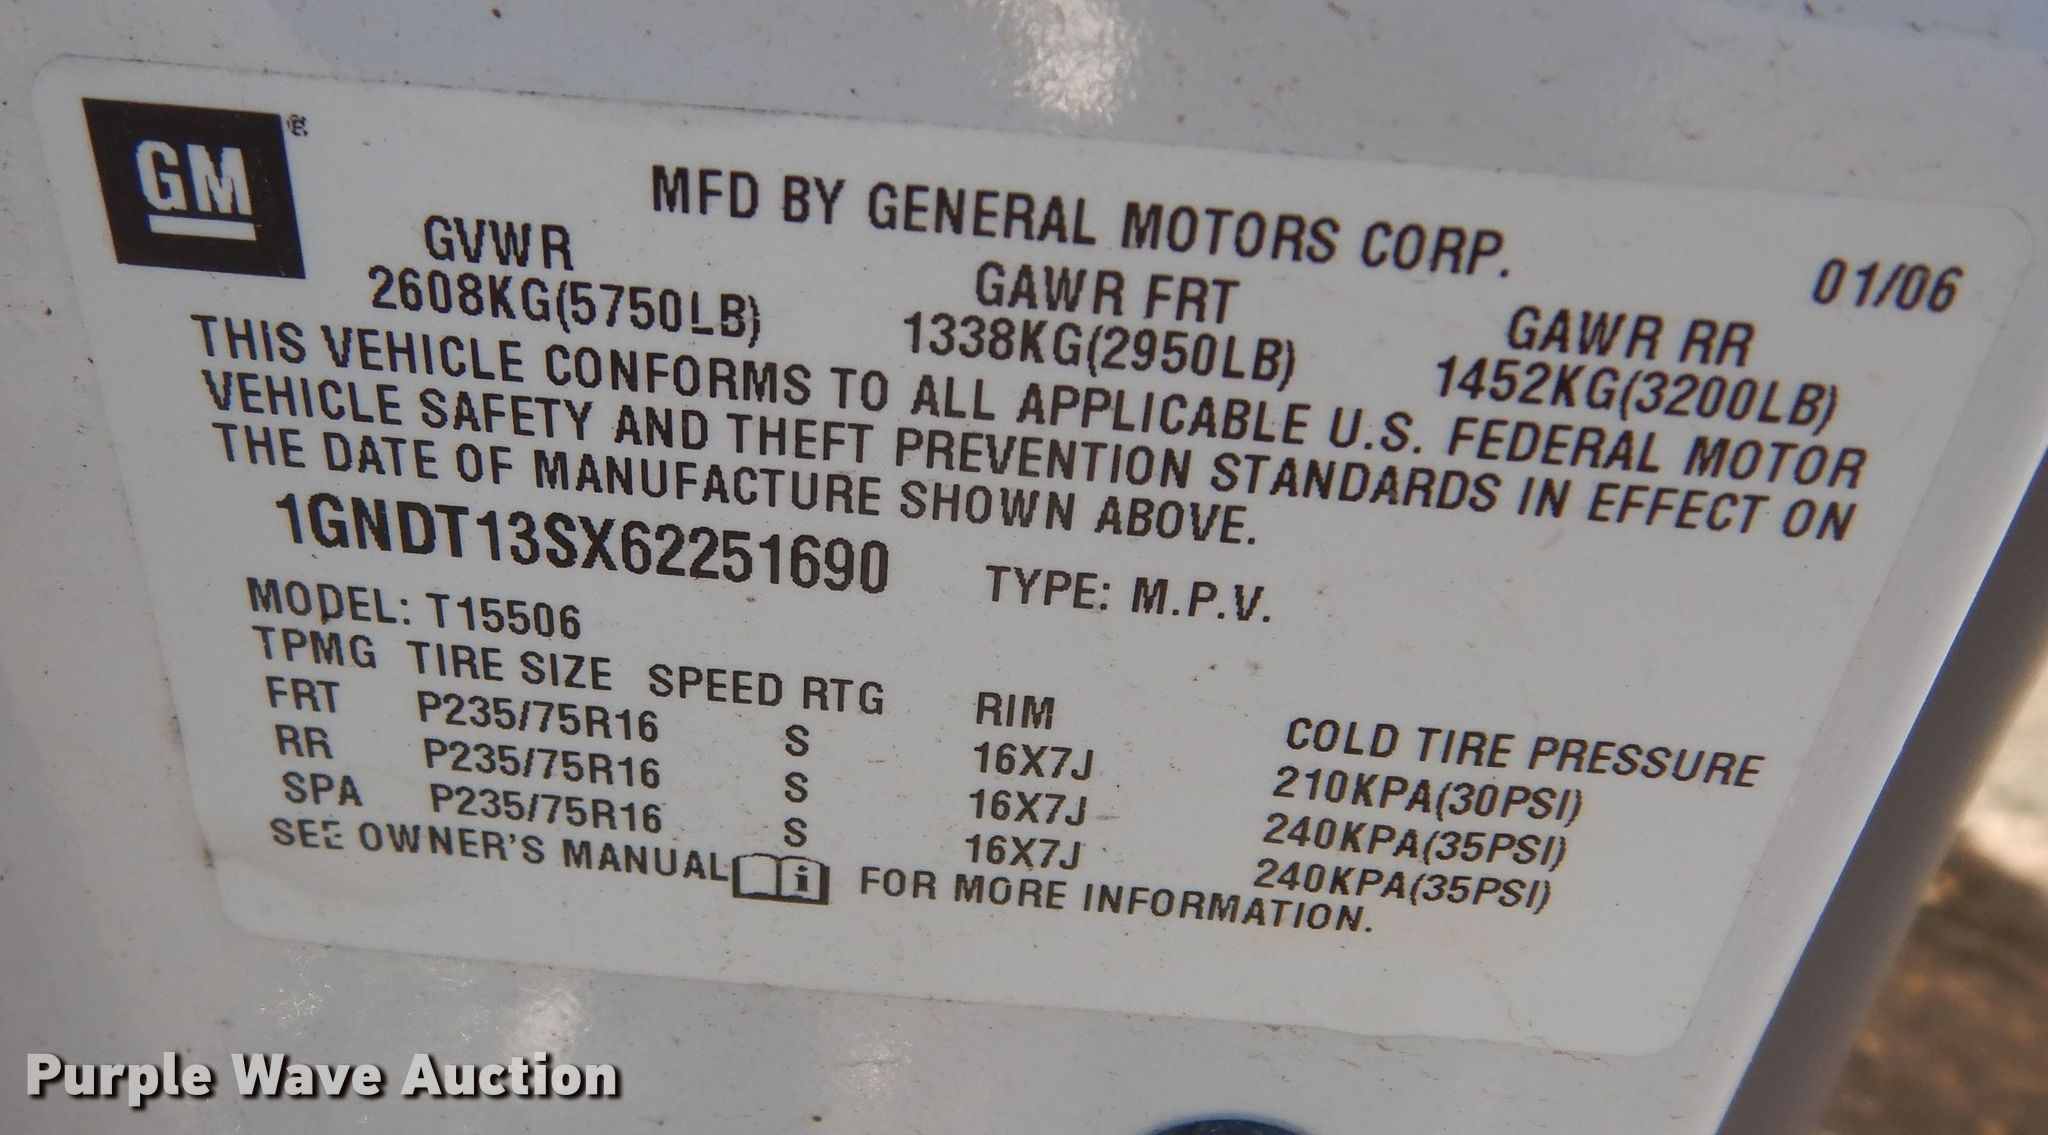 GM
®
MFD BY GENERAL MOTORS CORP.
01/06
GVWR
GAWR FRT
GAWR RR
2608KG(5750LB)
1338KG(2950LB)
1452KG(3200LB)
THIS VEHICLE CONFORMS TO ALL APPLICABLE U.S. FEDERAL MOTOR
VEHICLE SAFETY AND THEFT PREVENTION STANDARDS IN EFFECT ON
THE DATE OF MANUFACTURE SHOWN ABOVE.
1GNDT13SX62251690 TYPE: M.P.V.
MODEL: T15506
TPMG TIRE SIZE SPEED RTG RIM COLD TIRE PRESSURE
FRT P235/75R16 S 16X7J 210KPA(30PSI)
RR P235/75R16 S 16X7J 240KPA(35PSI)
SPA P235/75R16 S 16X7J 240KPA(35PSI)
SEE OWNER'S MANUAL i FOR MORE INFORMATION.
Purple Wave Auction